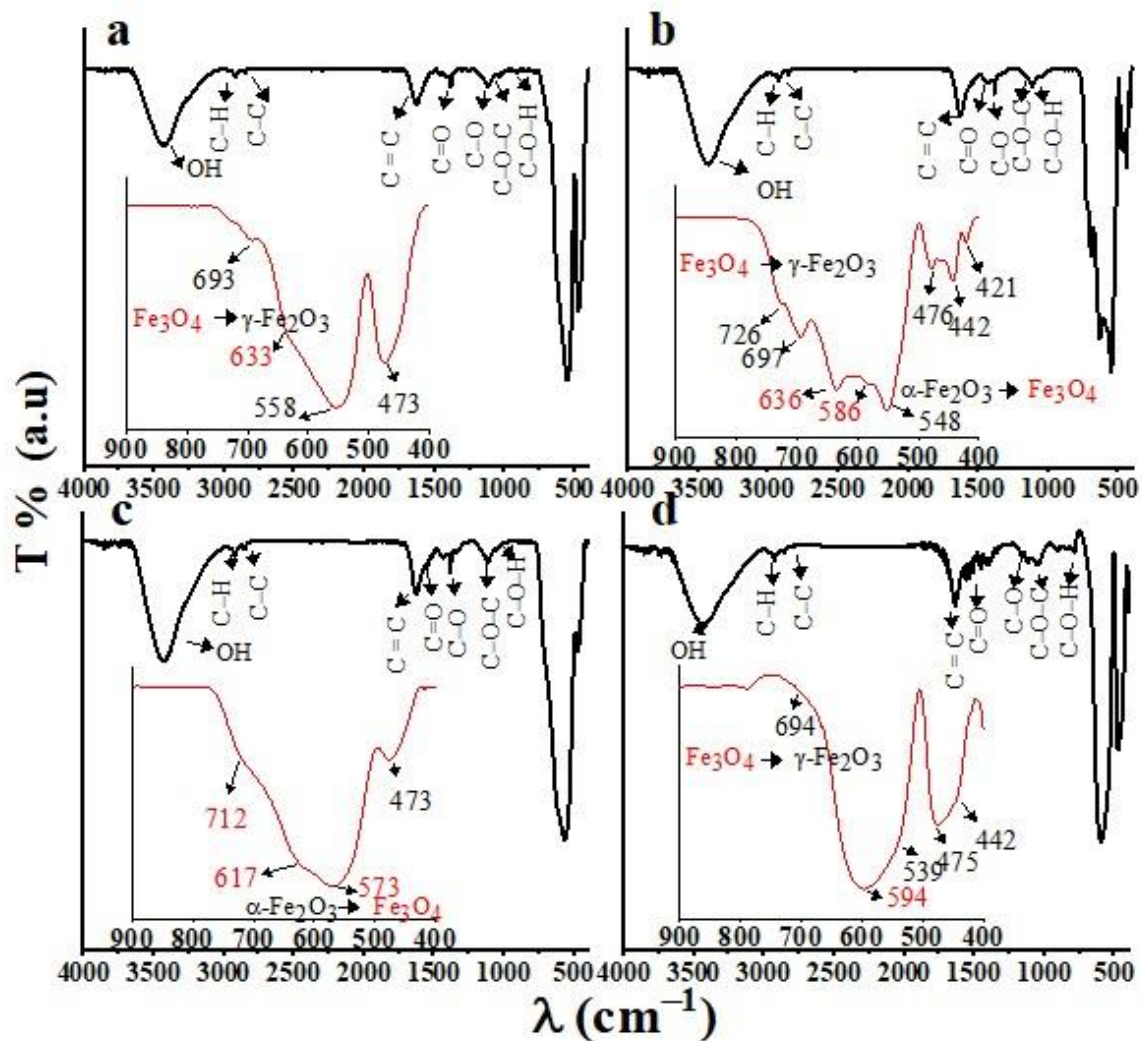 T % (a.u)
a
C–H
C–C
OH
C = C
C=O
C–O
C–O–C
C–O–H
693
Fe3O4 → γ-Fe2O3
633
558
473
900 800 700 600 500 400
4000 3500 3000 2500 2000 1500 1000 500
b
C–H
C–C
OH
C = C
C=O
C–O
C–O–C
C–O–H
Fe3O4 → γ-Fe2O3
726
697
476
442
421
636
586
548
α-Fe2O3 → Fe3O4
900 800 700 600 500 400
4000 3500 3000 2500 2000 1500 1000 500
c
C–H
C–C
OH
C = C
C=O
C–O
C–O–C
C–O–H
712
617
573
473
α-Fe2O3 → Fe3O4
900 800 700 600 500 400
4000 3500 3000 2500 2000 1500 1000 500
d
C–H
C–C
OH
C = C
C=O
C–O
C–O–C
C–O–H
694
Fe3O4 → γ-Fe2O3
594
539
475
442
900 800 700 600 500 400
4000 3500 3000 2500 2000 1500 1000 500
λ (cm–1)